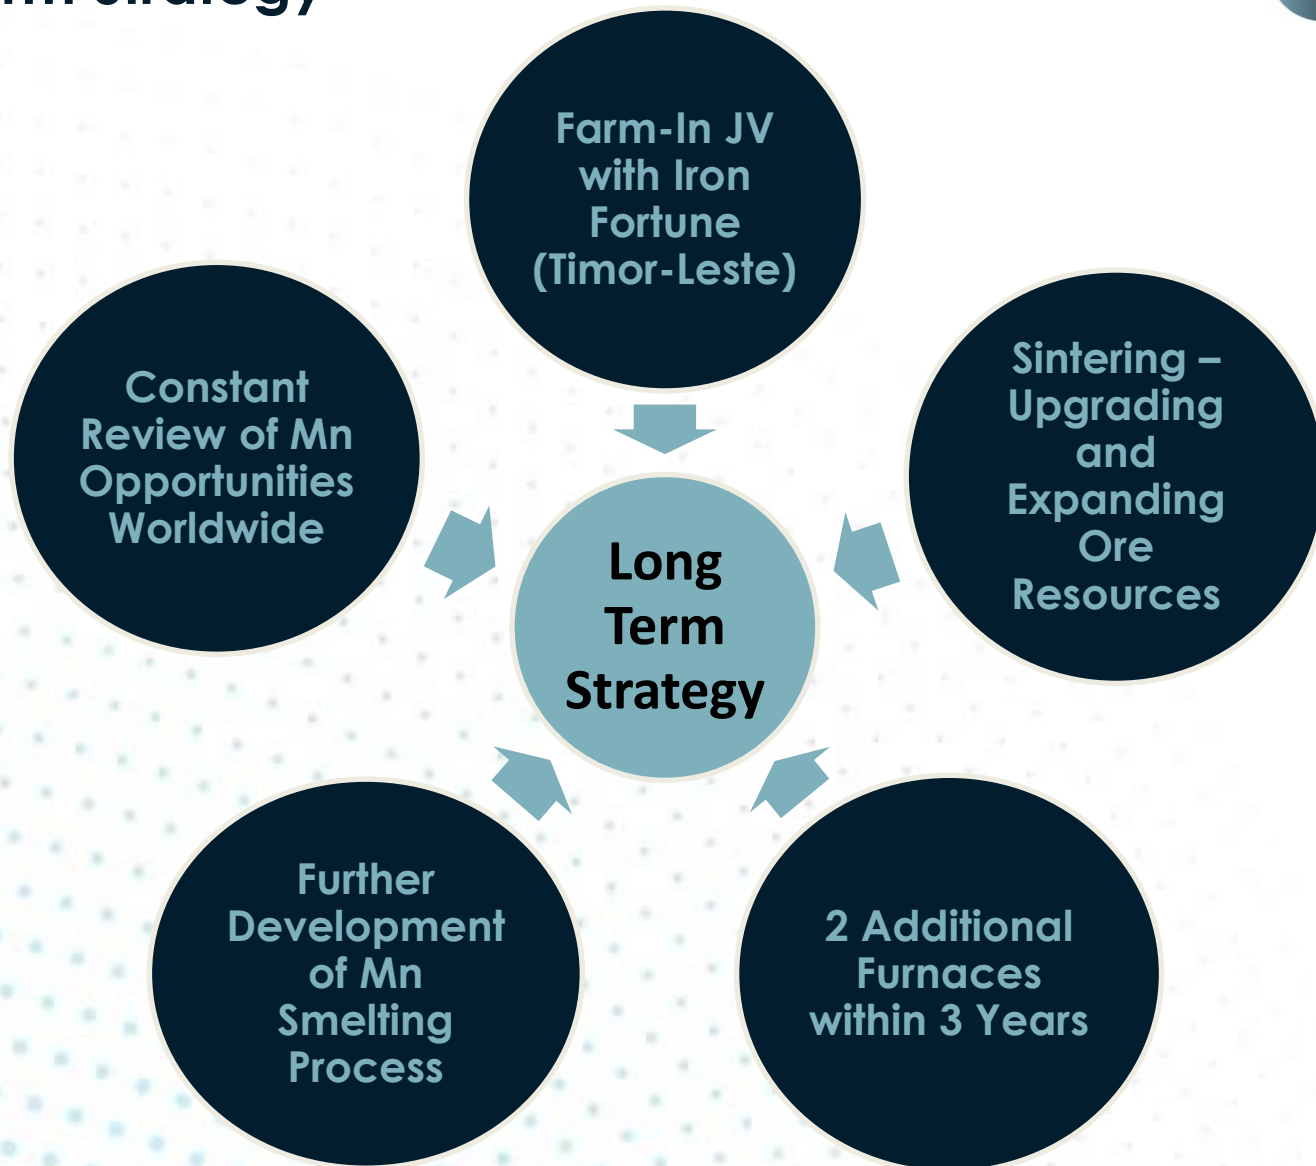 Strategy
Farm-In JV
with Iron
Fortune
(Timor-Leste)
Constant
Review of Mn
Opportunities
Worldwide
Sintering –
Upgrading
and
Expanding
Ore
Resources
Long
Term
Strategy
Further
Development
of Mn
Smelting
Process
2 Additional
Furnaces
within 3 Years